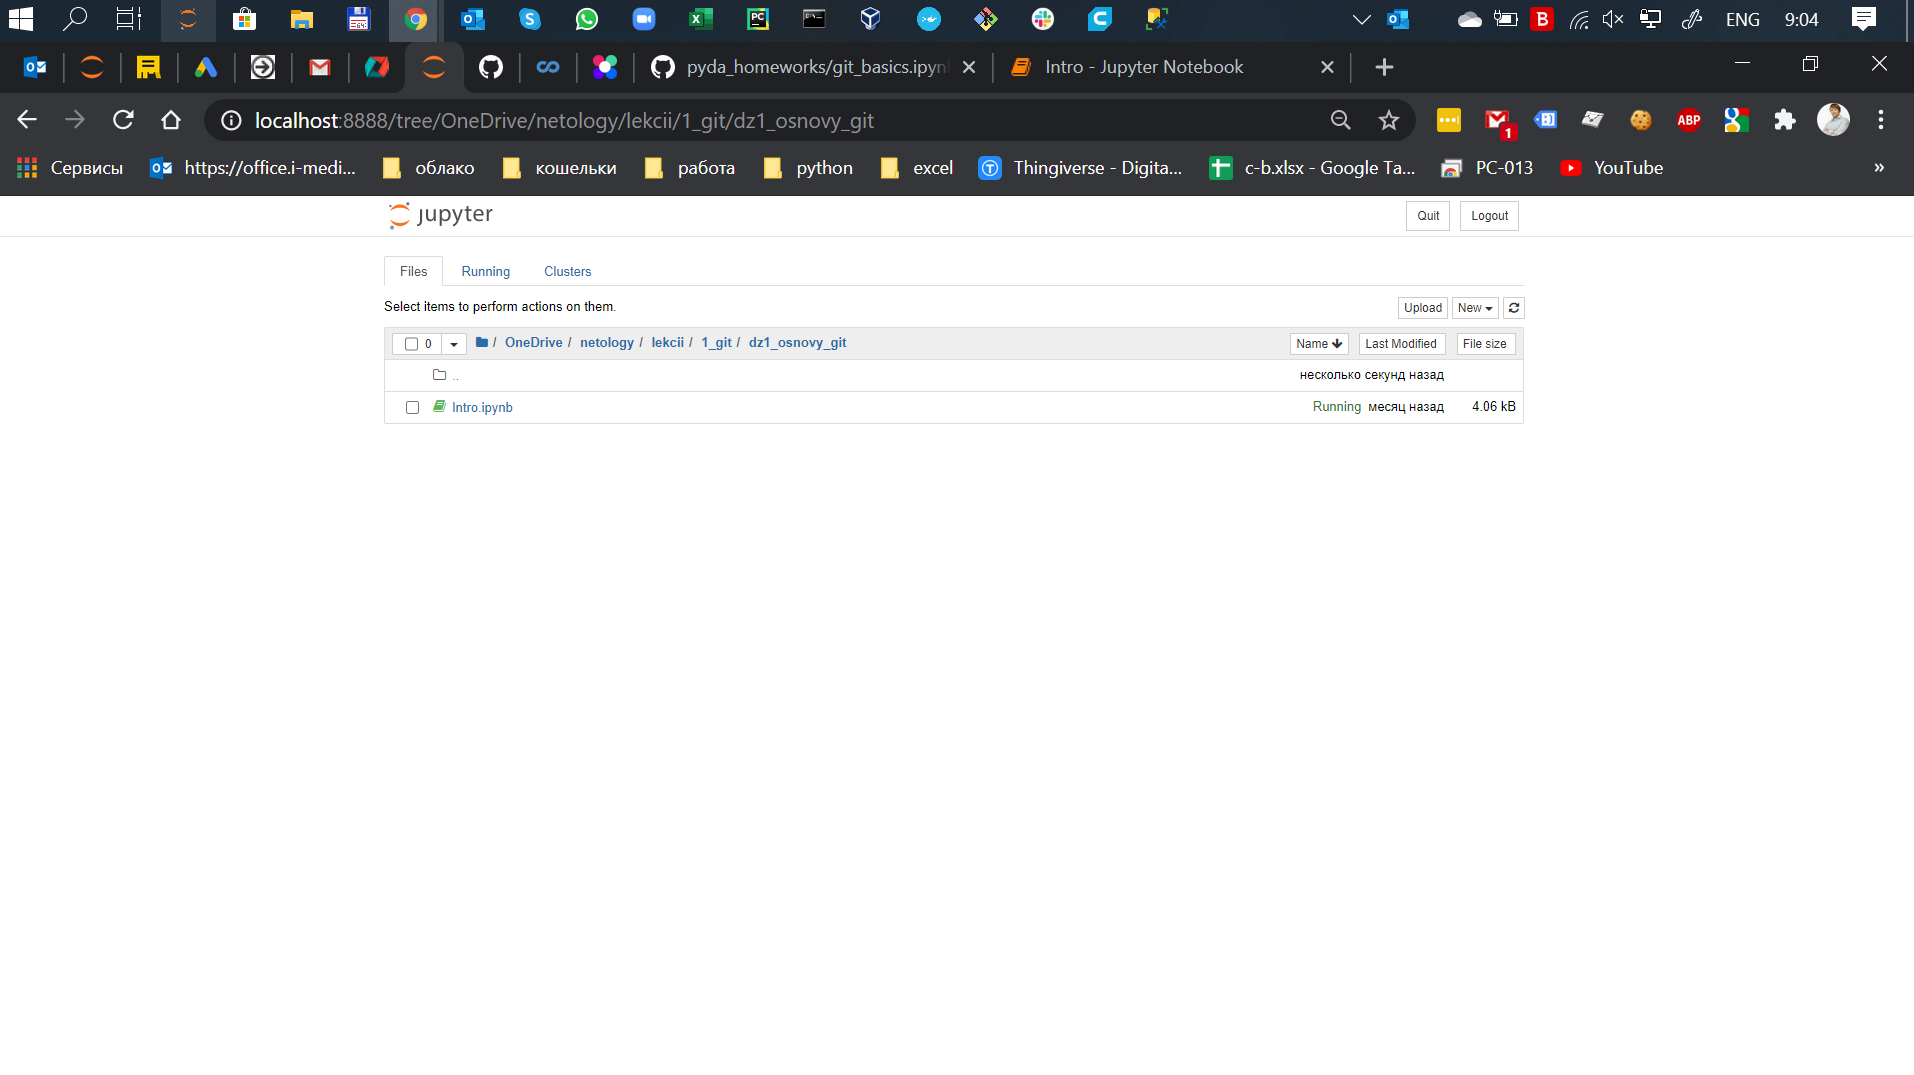 ENG 9:04
pyda_homeworks/git_basics.ipyn
Intro - Jupyter Notebook
localhost:8888/tree/OneDrive/netology/lekcii/1_git/dz1_osnovy_git
1
ABP
Сервисы https://office.i-medi... облако кошельки работа python excel Thingiverse - Digita... c-b.xlsx - Google Ta... PC-013 YouTube »
jupyter Quit Logout
Files Running Clusters
Select items to perform actions on them. Upload New
0 / OneDrive / netology / lekcii / 1_git / dz1_osnovy_git Name Last Modified File size
.. несколько секунд назад
Intro.ipynb Running месяц назад 4.06 kB